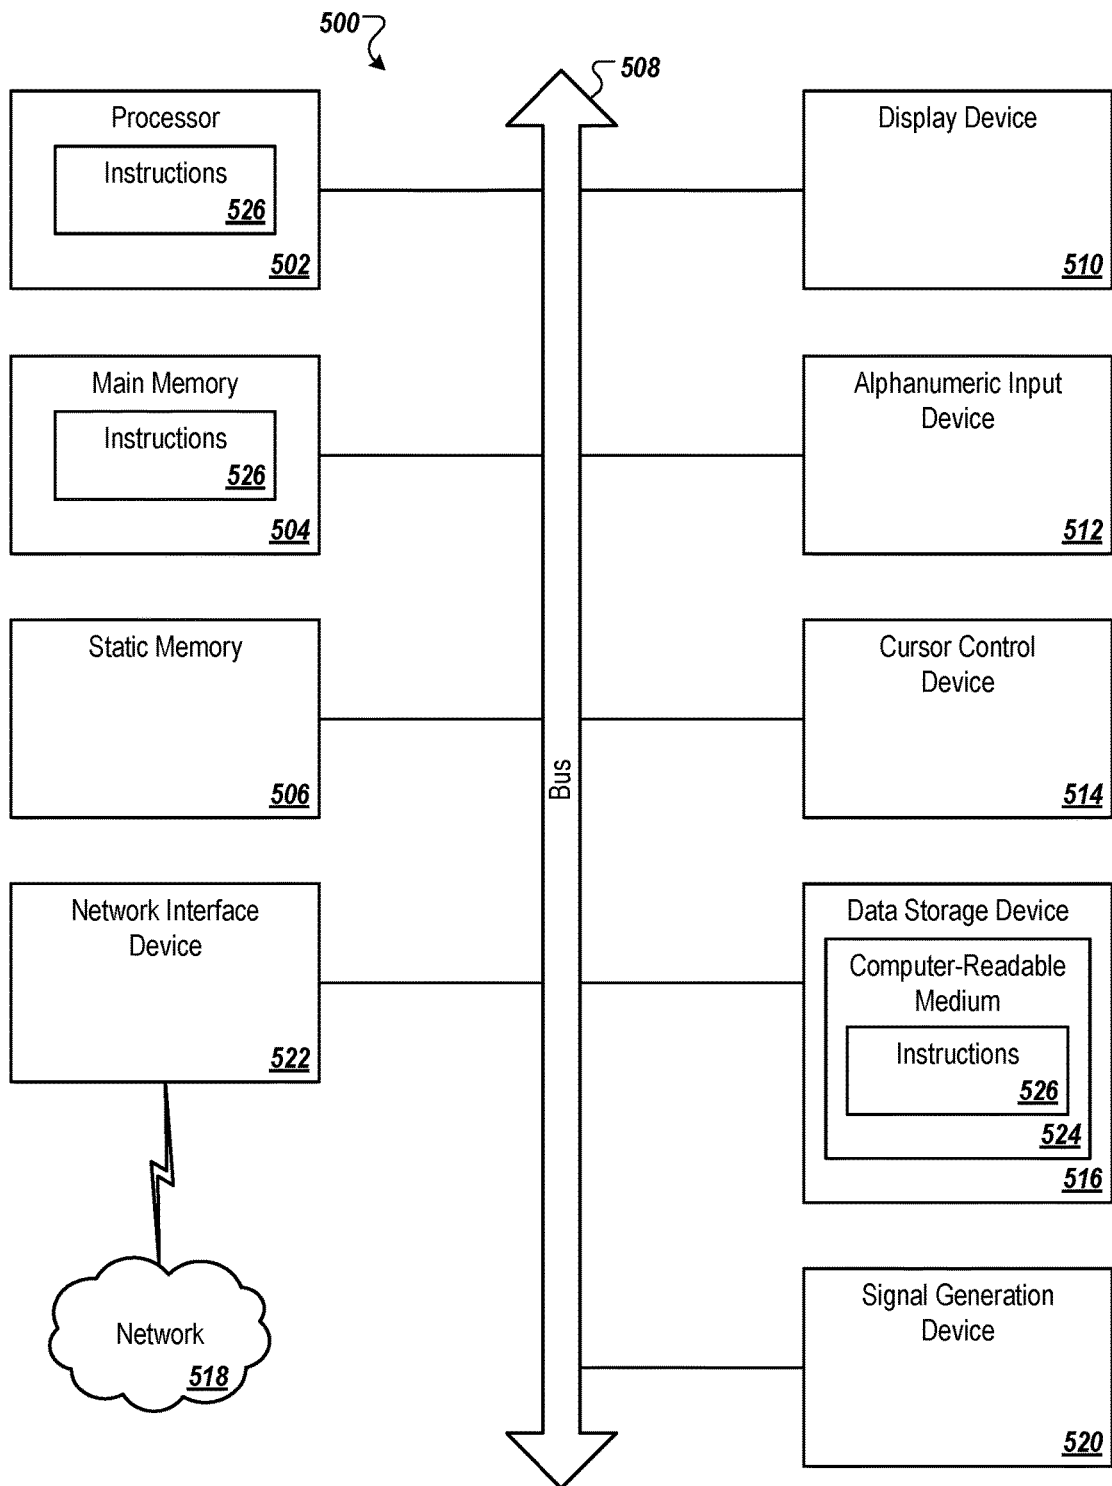 500
508
Processor
Instructions
526
502
Display Device
510
Main Memory
Instructions
526
504
Alphanumeric Input
Device
512
Static Memory
506
Cursor Control
Device
514
Bus
Network Interface
Device
522
Data Storage Device
Computer-Readable
Medium
Instructions
526
524
516
Network
518
Signal Generation
Device
520